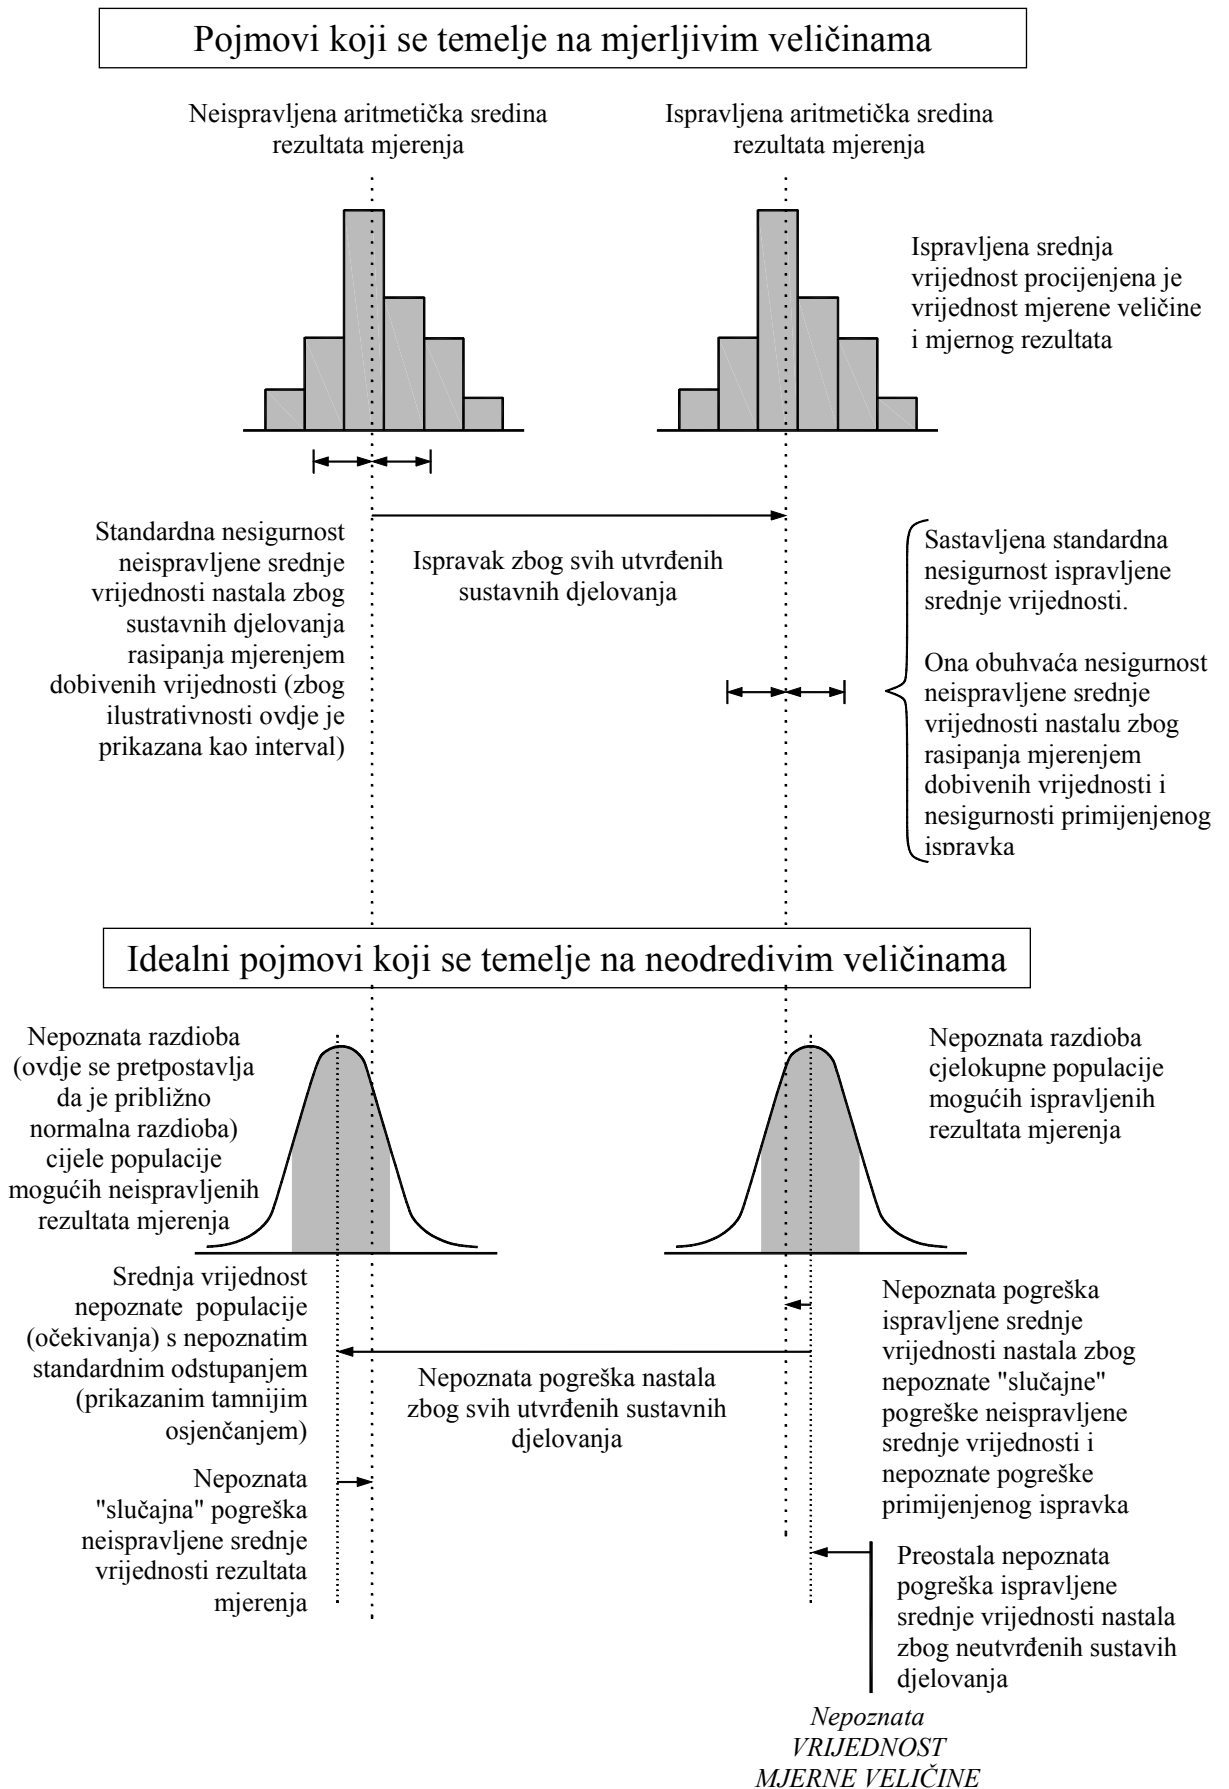 Pojmovi koji se temelje na mjerljivim veličinama
Neispravljena aritmetička sredina
rezultata mjerenja
Ispravljena aritmetička sredina
rezultata mjerenja
Ispravljena srednja
vrijednost procijenjena je
vrijednost mjerene veličine
i mjernog rezultata
Standardna nesigurnost
neispravljene srednje
vrijednosti nastala zbog
sustavnih djelovanja
rasipanja mjerenjem
dobivenih vrijednosti (zbog
ilustrativnosti ovdje je
prikazana kao interval)
Ispravak zbog svih utvrđenih
sustavnih djelovanja
Sastavljena standardna
nesigurnost ispravljene
srednje vrijednosti.
Ona obuhvaća nesigurnost
neispravljene srednje
vrijednosti nastalu zbog
rasipanja mjerenjem
dobivenih vrijednosti i
nesigurnosti primijenjenog
ispravka
Idealni pojmovi koji se temelje na neodredivim veličinama
Nepoznata razdioba
(ovdje se pretpostavlja
da je približno
normalna razdioba)
cijele populacije
mogućih neispravljenih
rezultata mjerenja
Nepoznata razdioba
cjelokupne populacije
mogućih ispravljenih
rezultata mjerenja
Srednja vrijednost
nepoznate populacije
(očekivanja) s nepoznatim
standardnim odstupanjem
(prikazanim tamnijim
osjenčanjem)
Nepoznata pogreška nastala
zbog svih utvrđenih sustavnih
djelovanja
Nepoznata pogreška
ispravljene srednje
vrijednosti nastala zbog
nepoznate "slučajne"
pogreške neispravljene
srednje vrijednosti i
nepoznate pogreške
primijenjenog ispravka
Nepoznata
"slučajna" pogreška
neispravljene srednje
vrijednosti rezultata
mjerenja
Preostala nepoznata
pogreška ispravljene
srednje vrijednosti nastala
zbog neutvrđenih sustavih
djelovanja
Nepoznata
VRIJEDNOST
MJERNE VELIČINE